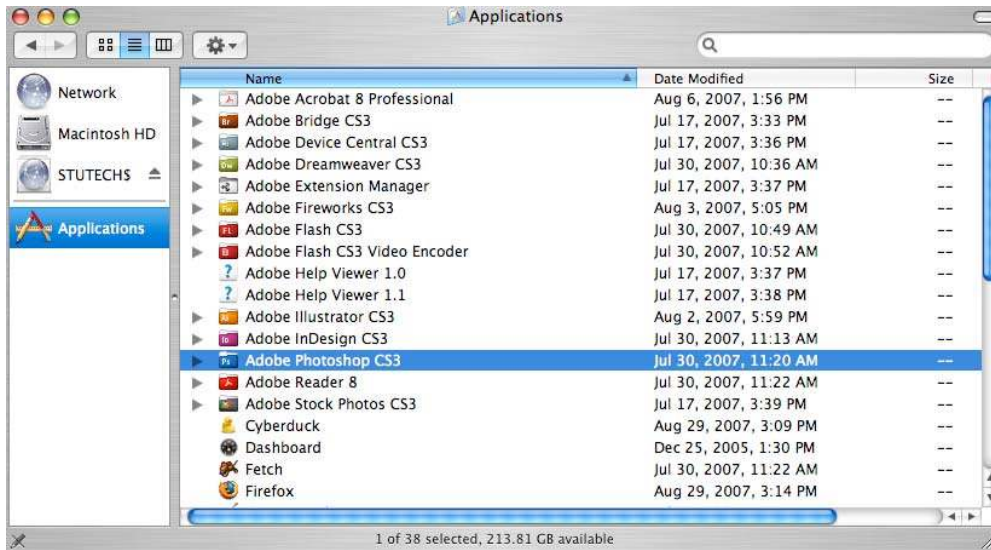 Applications
Name Date Modified Size
Network
Macintosh HD
STUTECH$
Applications
Adobe Acrobat 8 Professional Aug 6, 2007, 1:56 PM --
Adobe Bridge CS3 Jul 17, 2007, 3:33 PM --
Adobe Device Central CS3 Jul 17, 2007, 3:36 PM --
Adobe Dreamweaver CS3 Jul 30, 2007, 10:36 AM --
Adobe Extension Manager Jul 17, 2007, 3:37 PM --
Adobe Fireworks CS3 Aug 3, 2007, 5:05 PM --
Adobe Flash CS3 Jul 30, 2007, 10:49 AM --
Adobe Flash CS3 Video Encoder Jul 30, 2007, 10:52 AM --
Adobe Help Viewer 1.0 Jul 17, 2007, 3:37 PM --
Adobe Help Viewer 1.1 Jul 17, 2007, 3:38 PM --
Adobe Illustrator CS3 Aug 2, 2007, 5:59 PM --
Adobe InDesign CS3 Jul 30, 2007, 11:13 AM --
Adobe Photoshop CS3 Jul 30, 2007, 11:20 AM --
Adobe Reader 8 Jul 30, 2007, 11:22 AM --
Adobe Stock Photos CS3 Jul 17, 2007, 3:39 PM --
Cyberduck Aug 29, 2007, 3:09 PM --
Dashboard Dec 25, 2005, 1:30 PM --
Fetch Jul 30, 2007, 11:22 AM --
Firefox Aug 29, 2007, 3:14 PM --
1 of 38 selected, 213.81 GB available